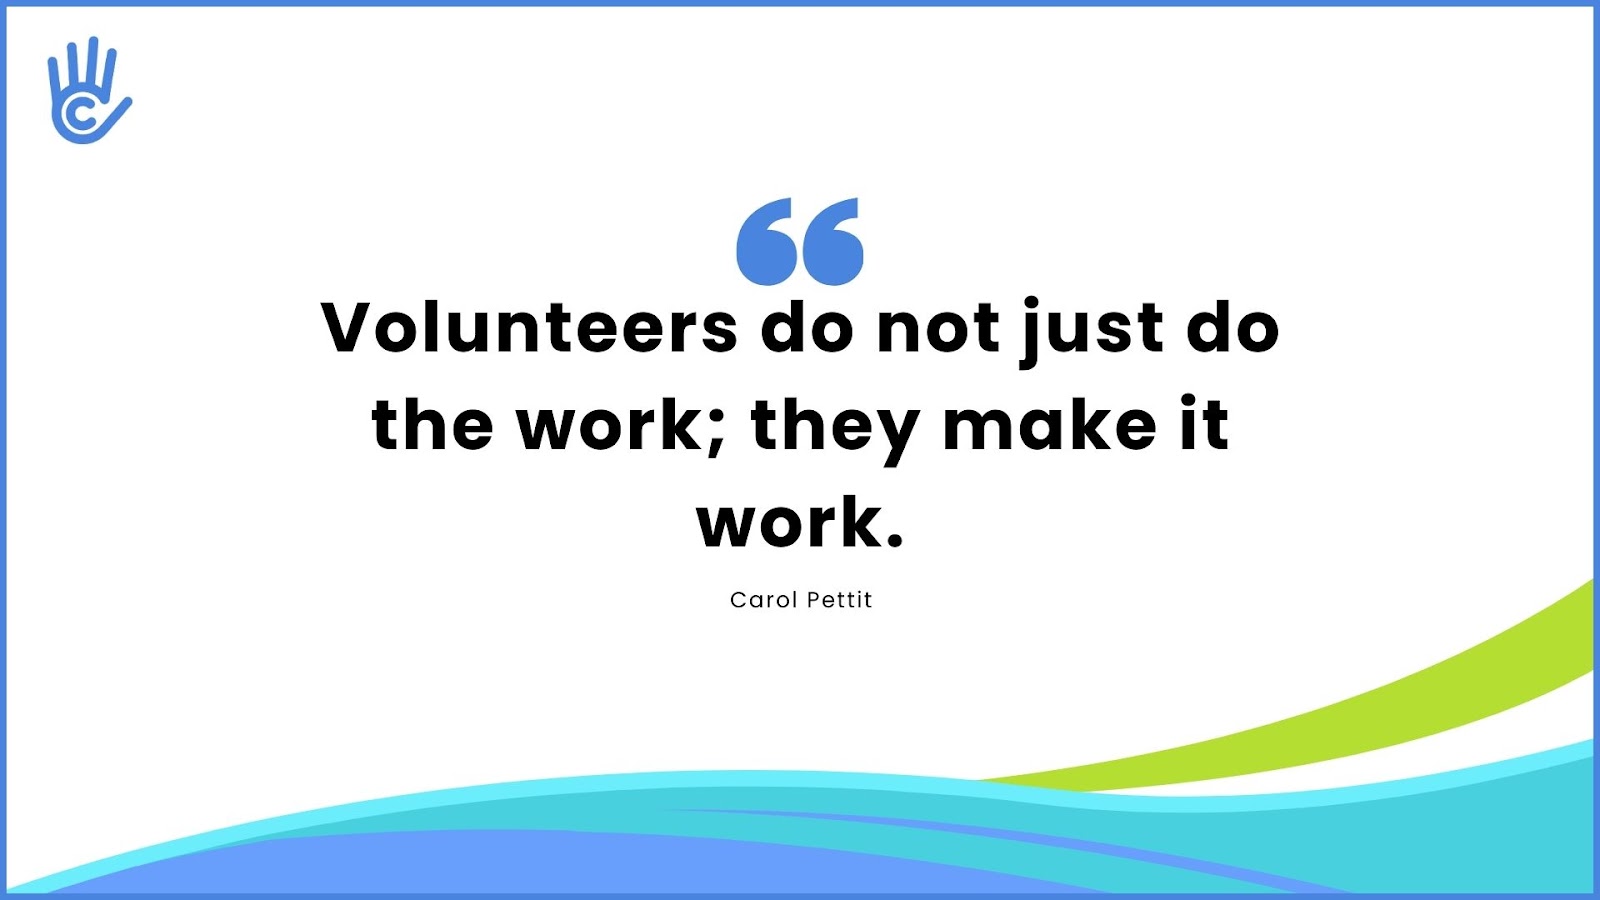 C
“
Volunteers do not just do
the work; they make it
work.
Carol Pettit